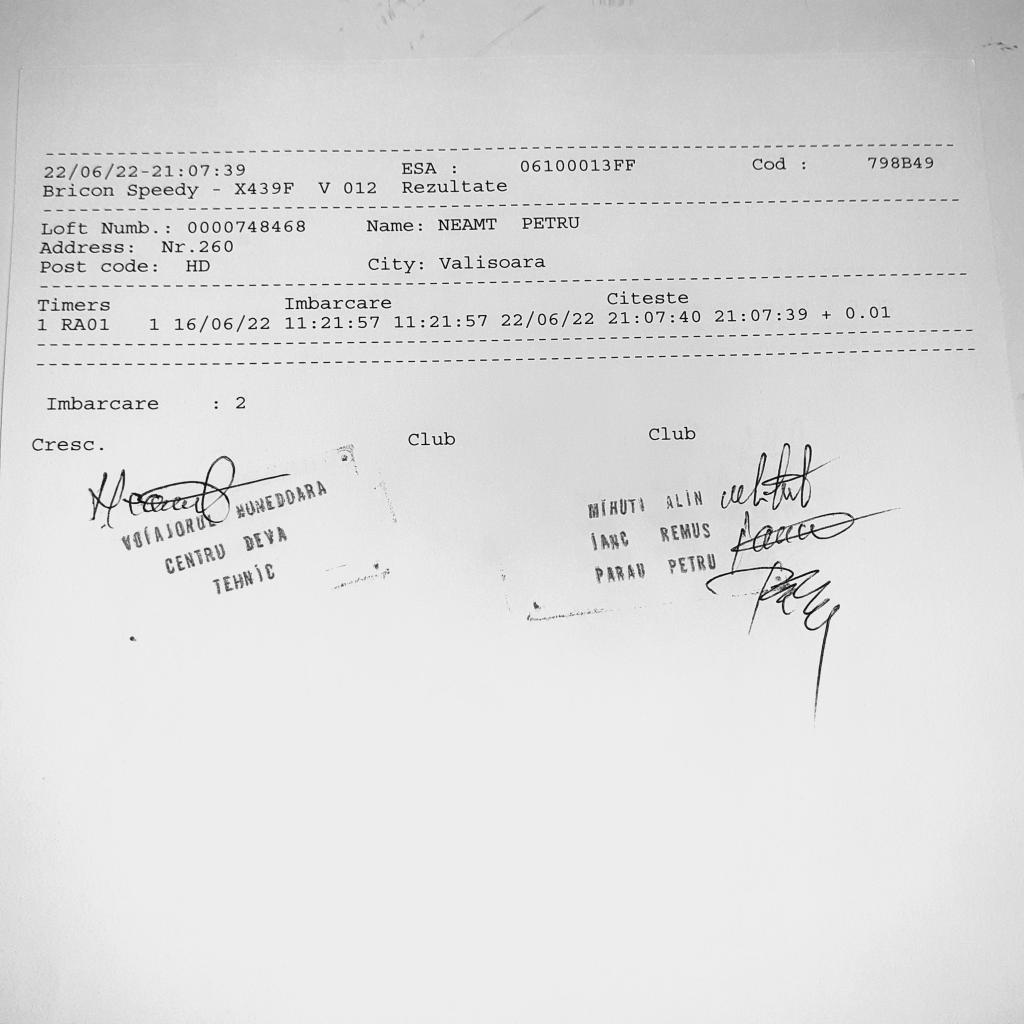 22/06/22-21:07:39 ESA : 06100013FF Cod : 798B49
Bricon Speedy - X439F V 012 Rezultate
Loft Numb.: 0000748468 Name: NEAMT PETRU
Address: Nr.260
Post code: HD City: Valisoara
Timers Imbarcare Citeste
1 RA01 1 16/06/22 11:21:57 11:21:57 22/06/22 21:07:40 21:07:39 + 0.01
Imbarcare : 2
Cresc. Club Club
VOIAJORUL HUNEDOARA
CENTRU DEVA
TEHNIC
MIHUTI ALIN
IANC REMUS
PARAU PETRU